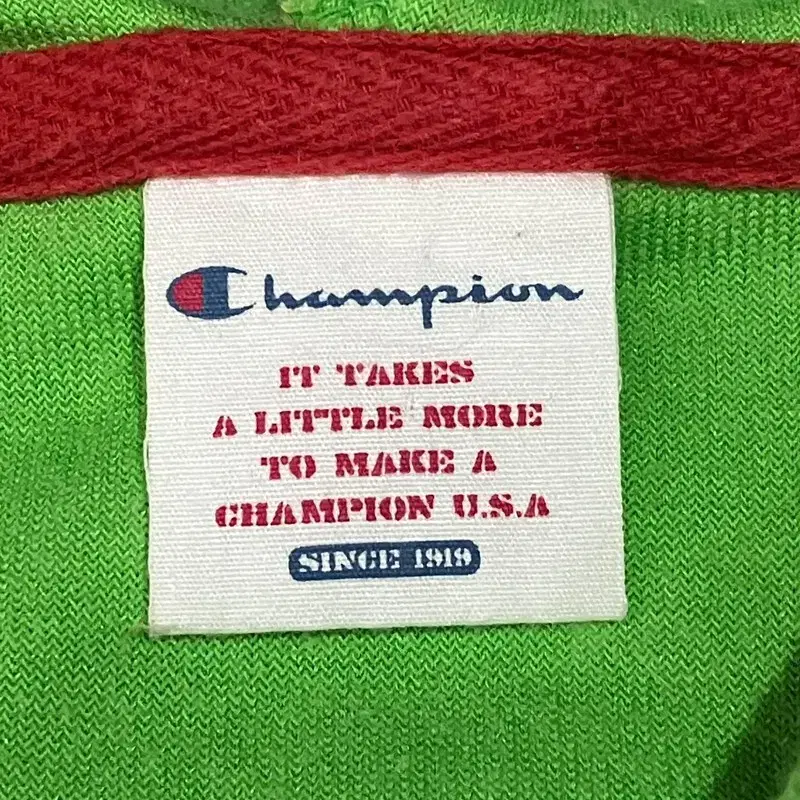 Champion
IT TAKES
A LITTLE MORE
TO MAKE A
CHAMPION U.S.A
SINCE 1919